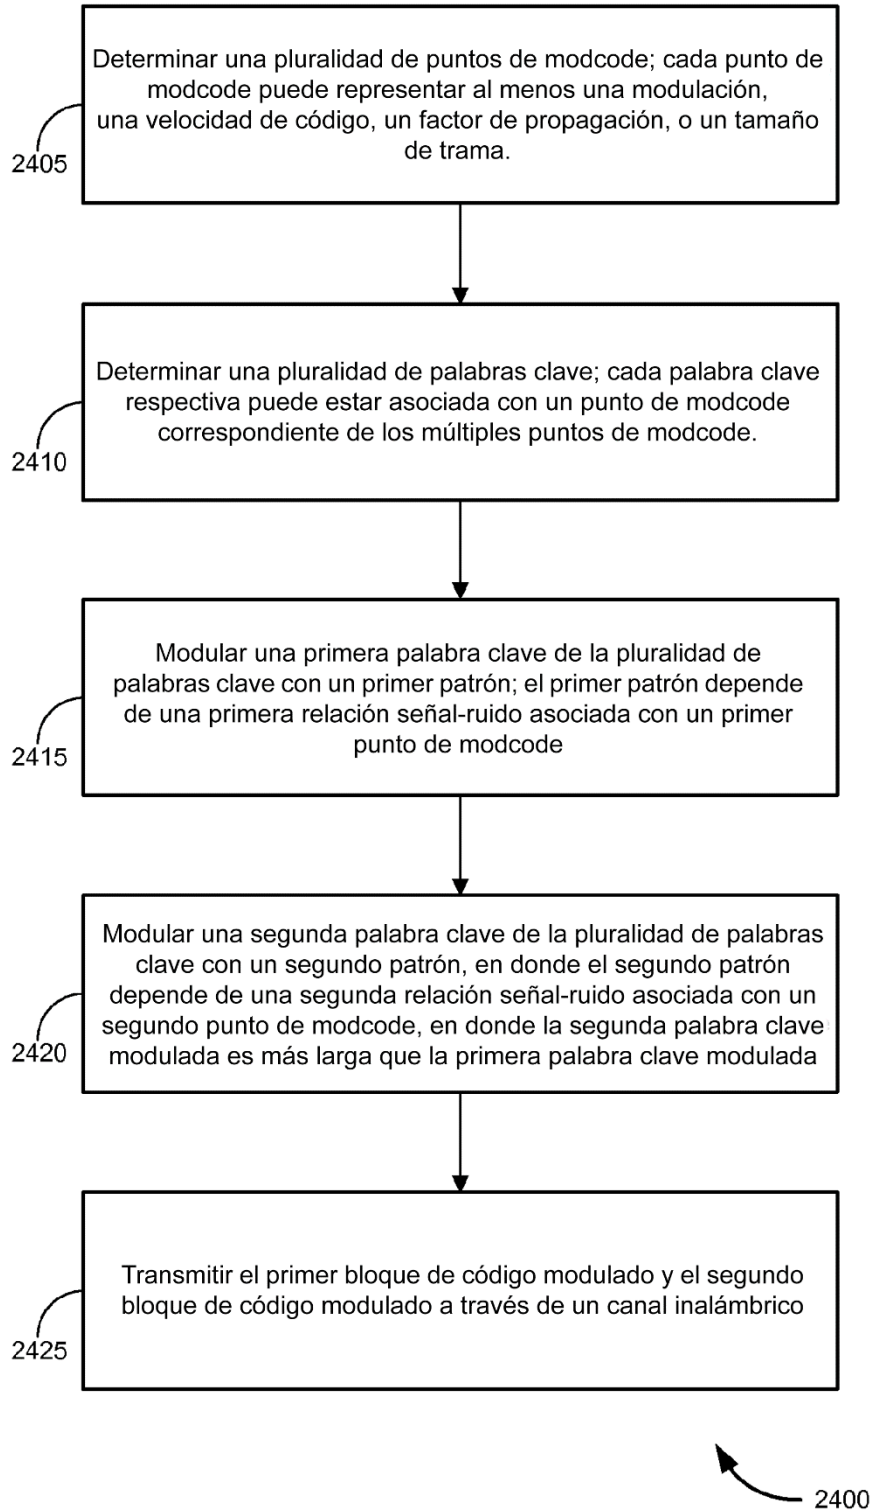 Determinar una pluralidad de puntos de modcode; cada punto de
modcode puede representar al menos una modulación,
una velocidad de código, un factor de propagación, o un tamaño
de trama.
2405
Determinar una pluralidad de palabras clave; cada palabra clave
respectiva puede estar asociada con un punto de modcode
correspondiente de los múltiples puntos de modcode.
2410
Modular una primera palabra clave de la pluralidad de
palabras clave con un primer patrón; el primer patrón depende
de una primera relación señal-ruido asociada con un primer
punto de modcode
2415
Modular una segunda palabra clave de la pluralidad de palabras
clave con un segundo patrón, en donde el segundo patrón
depende de una segunda relación señal-ruido asociada con un
segundo punto de modcode, en donde la segunda palabra clave
modulada es más larga que la primera palabra clave modulada
2420
Transmitir el primer bloque de código modulado y el segundo
bloque de código modulado a través de un canal inalámbrico
2425
2400